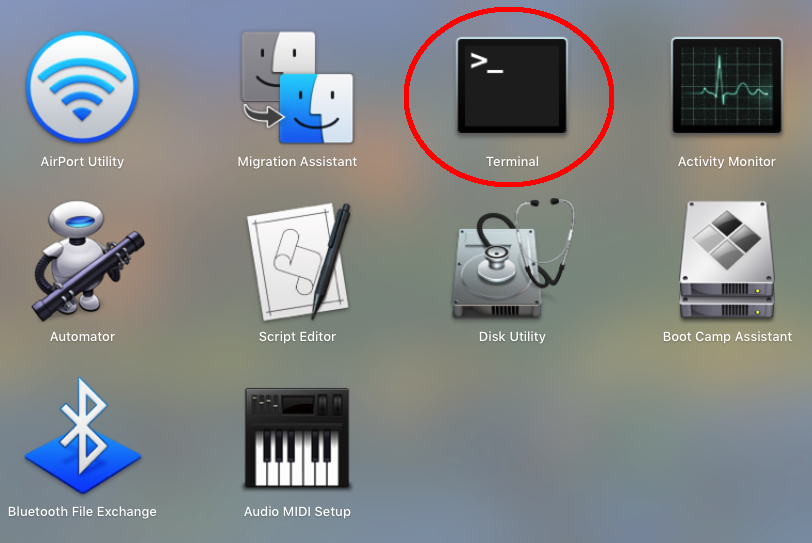 >_
AirPort Utility
Migration Assistant
Terminal
Activity Monitor
Automator
Script Editor
Disk Utility
Boot Camp Assistant
Bluetooth File Exchange
Audio MIDI Setup